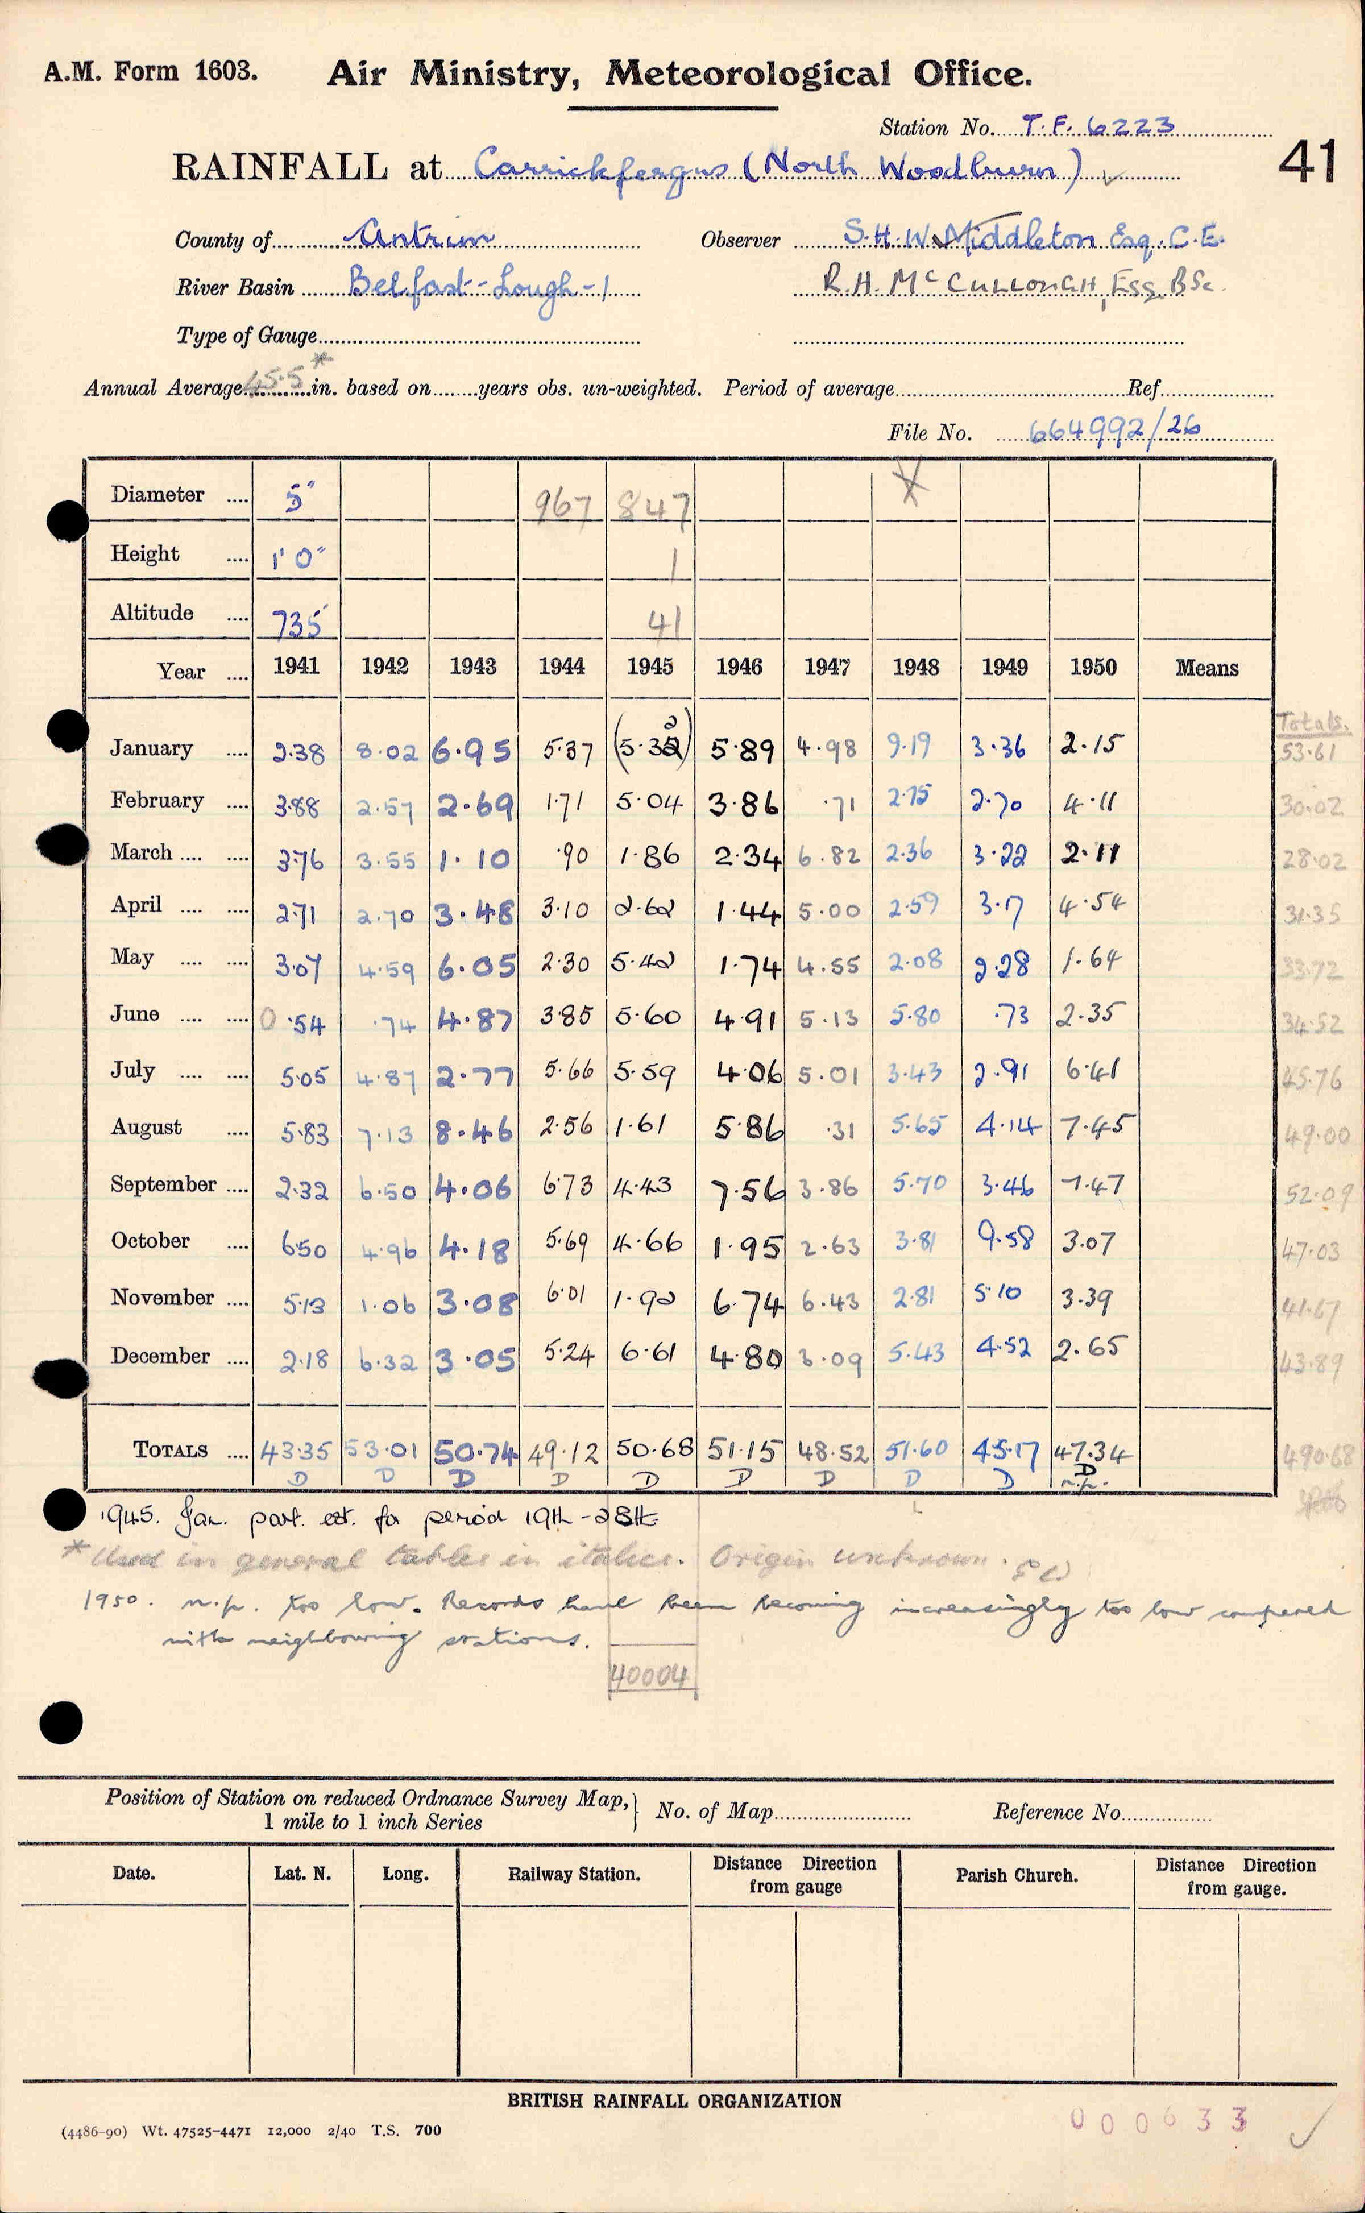 A.M. Form 1603. Air Ministry, Meteorological Office.
Station No. T.F. 6223
41
RAINFALL at Carrickfergus (North Woodburn) ✓
County of Antrim Observer S.H.W. Middleton Esq. C.E.
River Basin Belfast-Lough-1 R.H. McCULLOUGH, Esq. BSc.
Type of Gauge
Annual Average 45.5* in. based on ...... years obs. un-weighted. Period of average Ref.
File No. 664992/26
Diameter .... 5" 967 847
Height .... 1' 0" 1
Altitude .... 735' 41
Year .... 1941 1942 1943 1944 1945 1946 1947 1948 1949 1950 Means
Totals.
January .... 2.38 8.02 6.95 5.37 (5.32) 5.89 4.98 9.19 3.36 2.15 53.61
February .... 3.88 2.57 2.69 1.71 5.04 3.86 .71 2.75 2.70 4.11 30.02
March .... .... 3.76 3.55 1.10 .90 1.86 2.34 6.82 2.36 3.22 2.11 28.02
April .... .... 2.71 2.70 3.48 3.10 2.62 1.44 5.00 2.59 3.17 4.54 31.35
May .... .... 3.07 4.59 6.05 2.30 5.42 1.74 4.55 2.08 2.28 1.64 33.72
June .... .... 0.54 .74 4.87 3.85 5.60 4.91 5.13 5.80 .73 2.35 34.52
July .... .... 5.05 4.87 2.77 5.66 5.59 4.06 5.01 3.43 2.91 6.41 45.76
August .... 5.83 7.13 8.46 2.56 1.61 5.86 .31 5.65 4.14 7.45 49.00
September .... 2.32 6.50 4.06 6.73 4.43 7.56 3.86 5.70 3.46 7.47 52.09
October .... 6.50 4.96 4.18 5.69 4.66 1.95 2.63 3.81 9.58 3.07 47.03
November .... 5.13 1.06 3.08 6.01 1.92 6.74 6.43 2.81 5.10 3.39 41.67
December .... 2.18 6.32 3.05 5.24 6.61 4.80 3.09 5.43 4.52 2.65 43.89
TOTALS .... 43.35 53.01 50.74 49.12 50.68 51.15 48.52 51.60 45.17 47.34 490.68
D D D D D D D D D D
n.p.
1945. Jan. part. est. for period 19th-28th
* Used in general tables in italics. Origin unknown.
1950. n.p. too low. Records have been becoming increasingly too low compared
with neighbouring stations.
40004
Position of Station on reduced Ordnance Survey Map, 1 mile to 1 inch Series } No. of Map Reference No.
Date. Lat. N. Long. Railway Station. Distance from gauge Direction Parish Church. Distance Direction from gauge.
BRITISH RAINFALL ORGANIZATION
(4486-90) Wt. 47525-4471 12,000 2/40 T.S. 700
000633 ✓